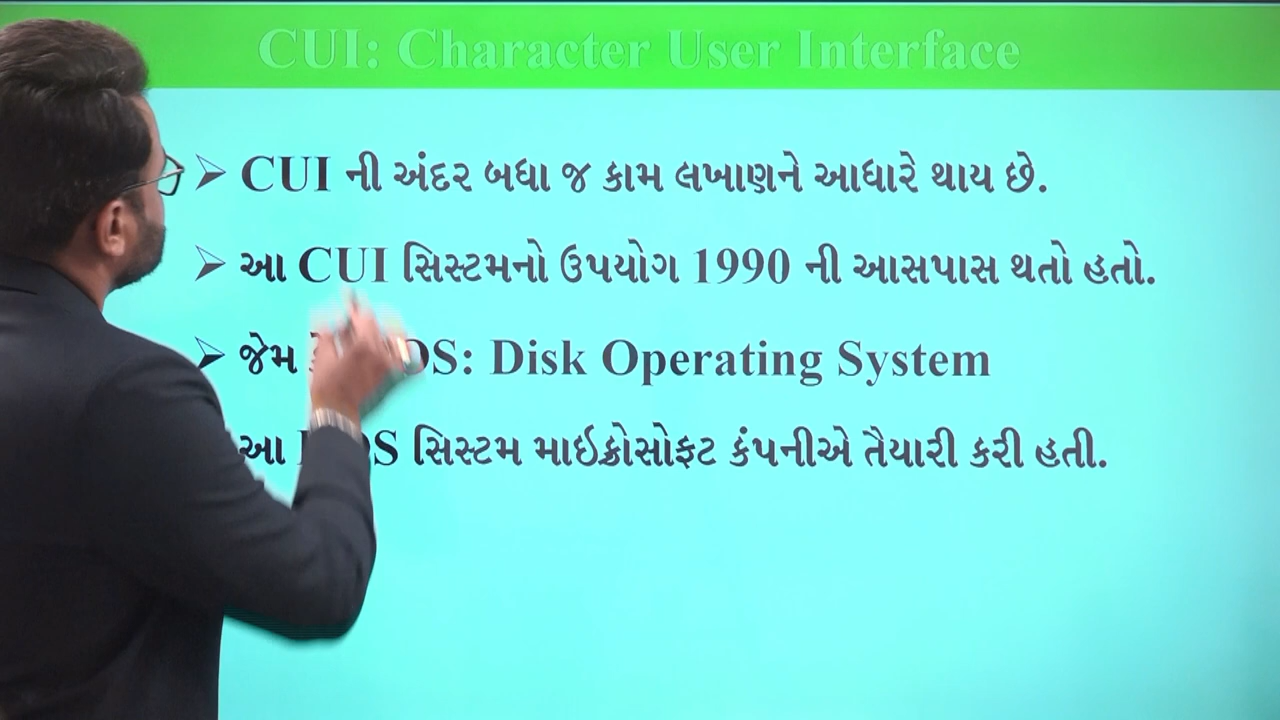 CUI: Character User Interface
➢ CUI ની અંદર બધા જ કામ લખાણને આધારે થાય છે.
➢ આ CUI સિસ્ટમનો ઉપયોગ 1990 ની આસપાસ થતો હતો.
➢ જેમ OS: Disk Operating System
આ સિસ્ટમ માઇક્રોસોફ્ટ કંપનીએ તૈયારી કરી હતી.